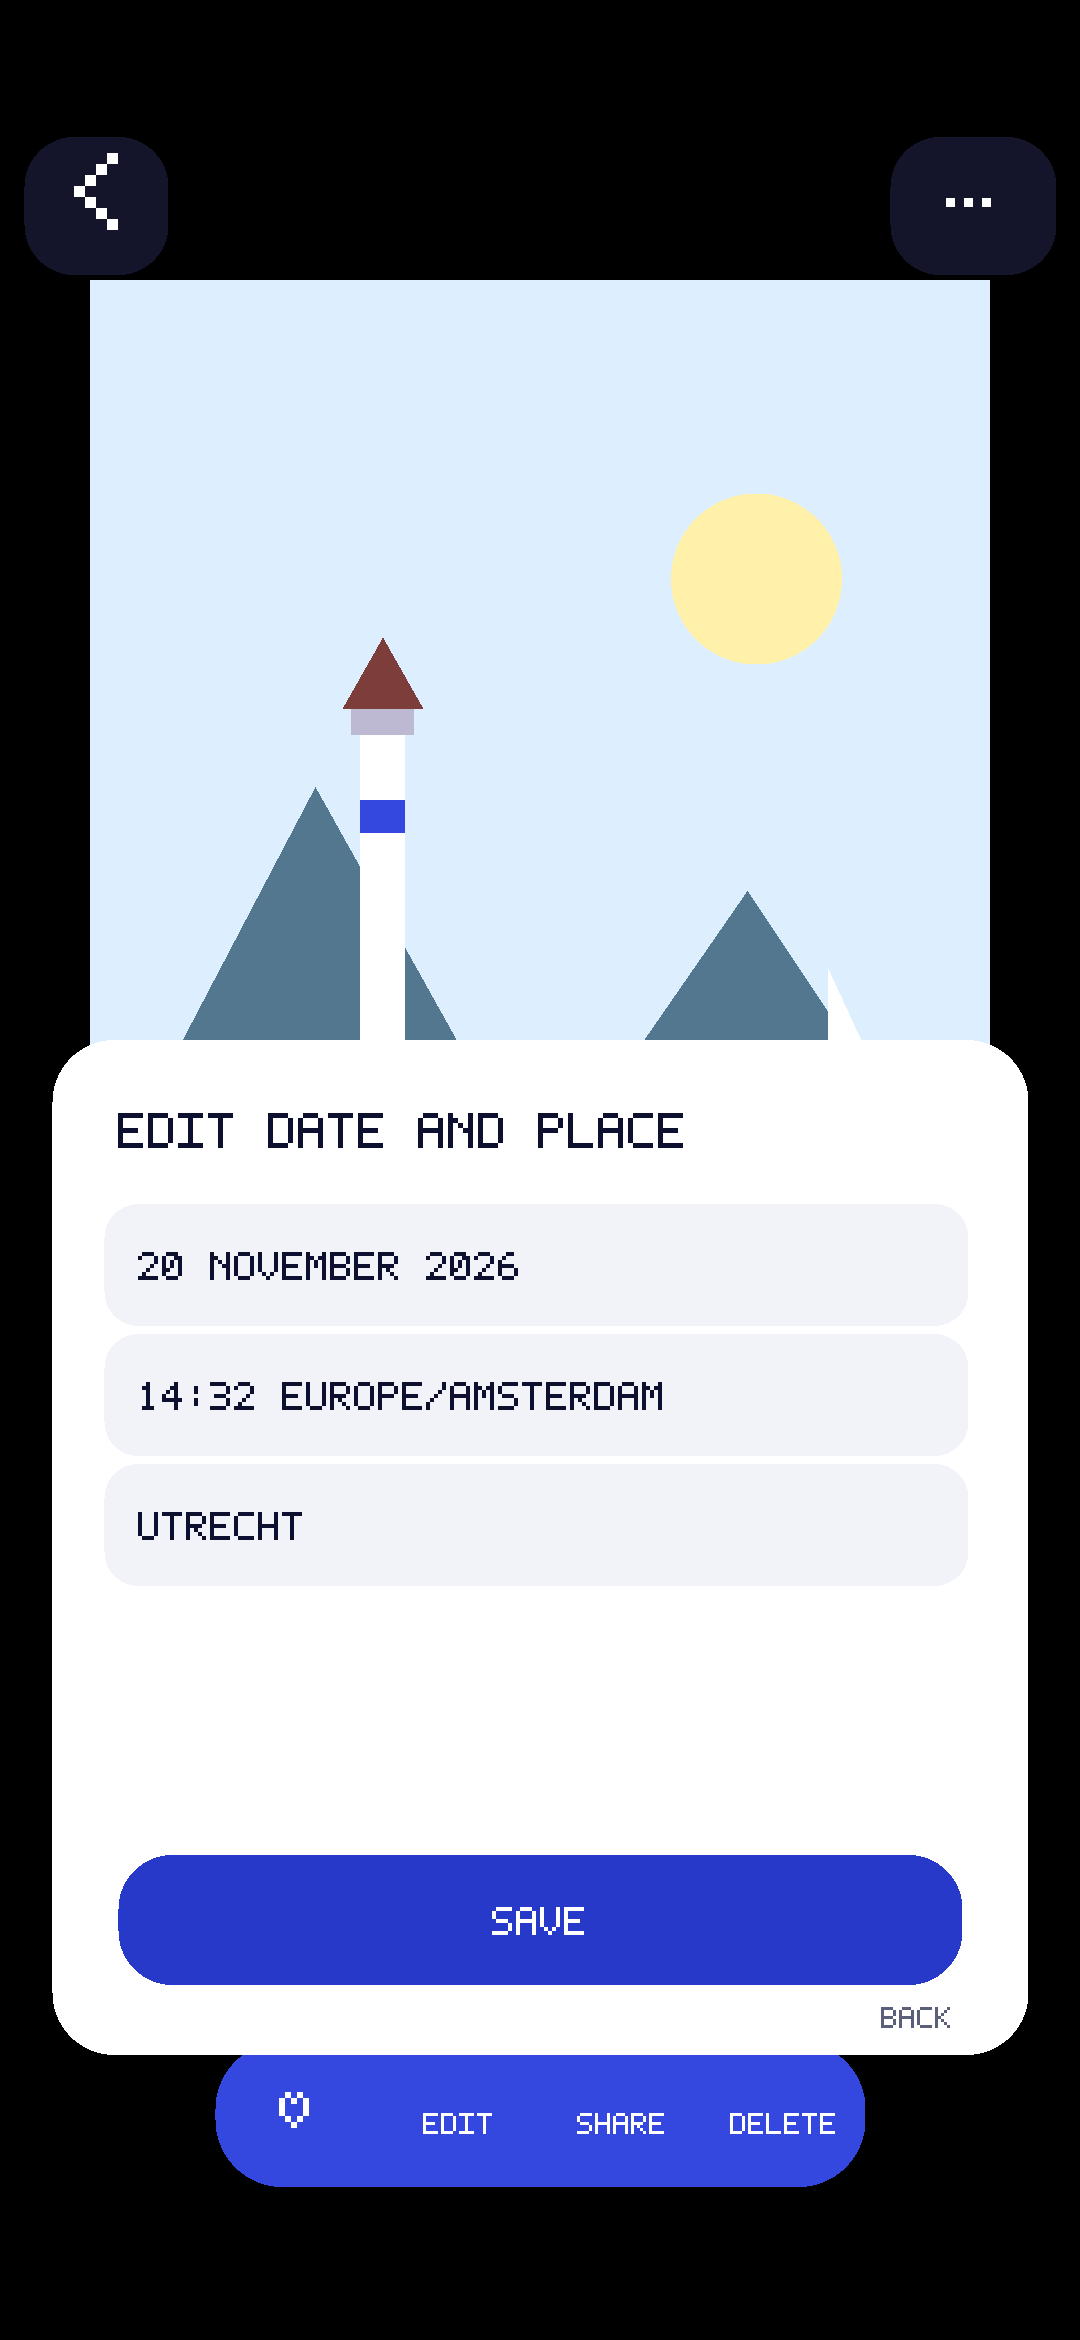 EDIT DATE AND PLACE
20 NOVEMBER 2026
14:32 EUROPE/AMSTERDAM
UTRECHT
SAVE
BACK
EDIT SHARE DELETE